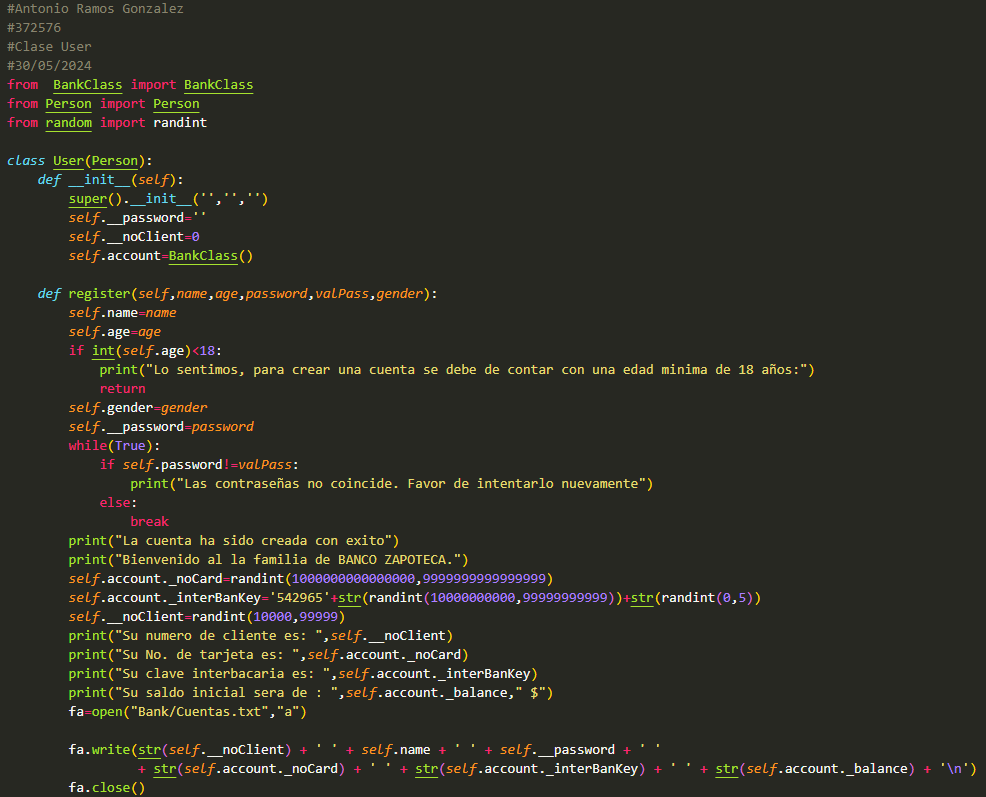 #Antonio Ramos Gonzalez
#372576
#Clase User
#30/05/2024
from  BankClass import BankClass
from Person import Person
from random import randint

class User(Person):
    def __init__(self):
        super().__init__('','','')
        self.__password=''
        self.__noClient=0
        self.account=BankClass()

    def register(self,name,age,password,valPass,gender):
        self.name=name
        self.age=age
        if int(self.age)<18:
            print("Lo sentimos, para crear una cuenta se debe de contar con una edad minima de 18 años:")
            return
        self.gender=gender
        self.__password=password
        while(True):
            if self.password!=valPass:
                print("Las contraseñas no coincide. Favor de intentarlo nuevamente")
            else:
                break
        print("La cuenta ha sido creada con exito")
        print("Bienvenido al la familia de BANCO ZAPOTECA.")
        self.account._noCard=randint(1000000000000000,9999999999999999)
        self.account._interBanKey='542965'+str(randint(10000000000,99999999999))+str(randint(0,5))
        self.__noClient=randint(10000,99999)
        print("Su numero de cliente es: ",self.__noClient)
        print("Su No. de tarjeta es: ",self.account._noCard)
        print("Su clave interbacaria es: ",self.account._interBanKey)
        print("Su saldo inicial sera de : ",self.account._balance," $")
        fa=open("Bank/Cuentas.txt","a")

        fa.write(str(self.__noClient) + ' ' + self.name + ' ' + self.__password + ' '
                 + str(self.account._noCard) + ' ' + str(self.account._interBanKey) + ' ' + str(self.account._balance) + '\n')
        fa.close()